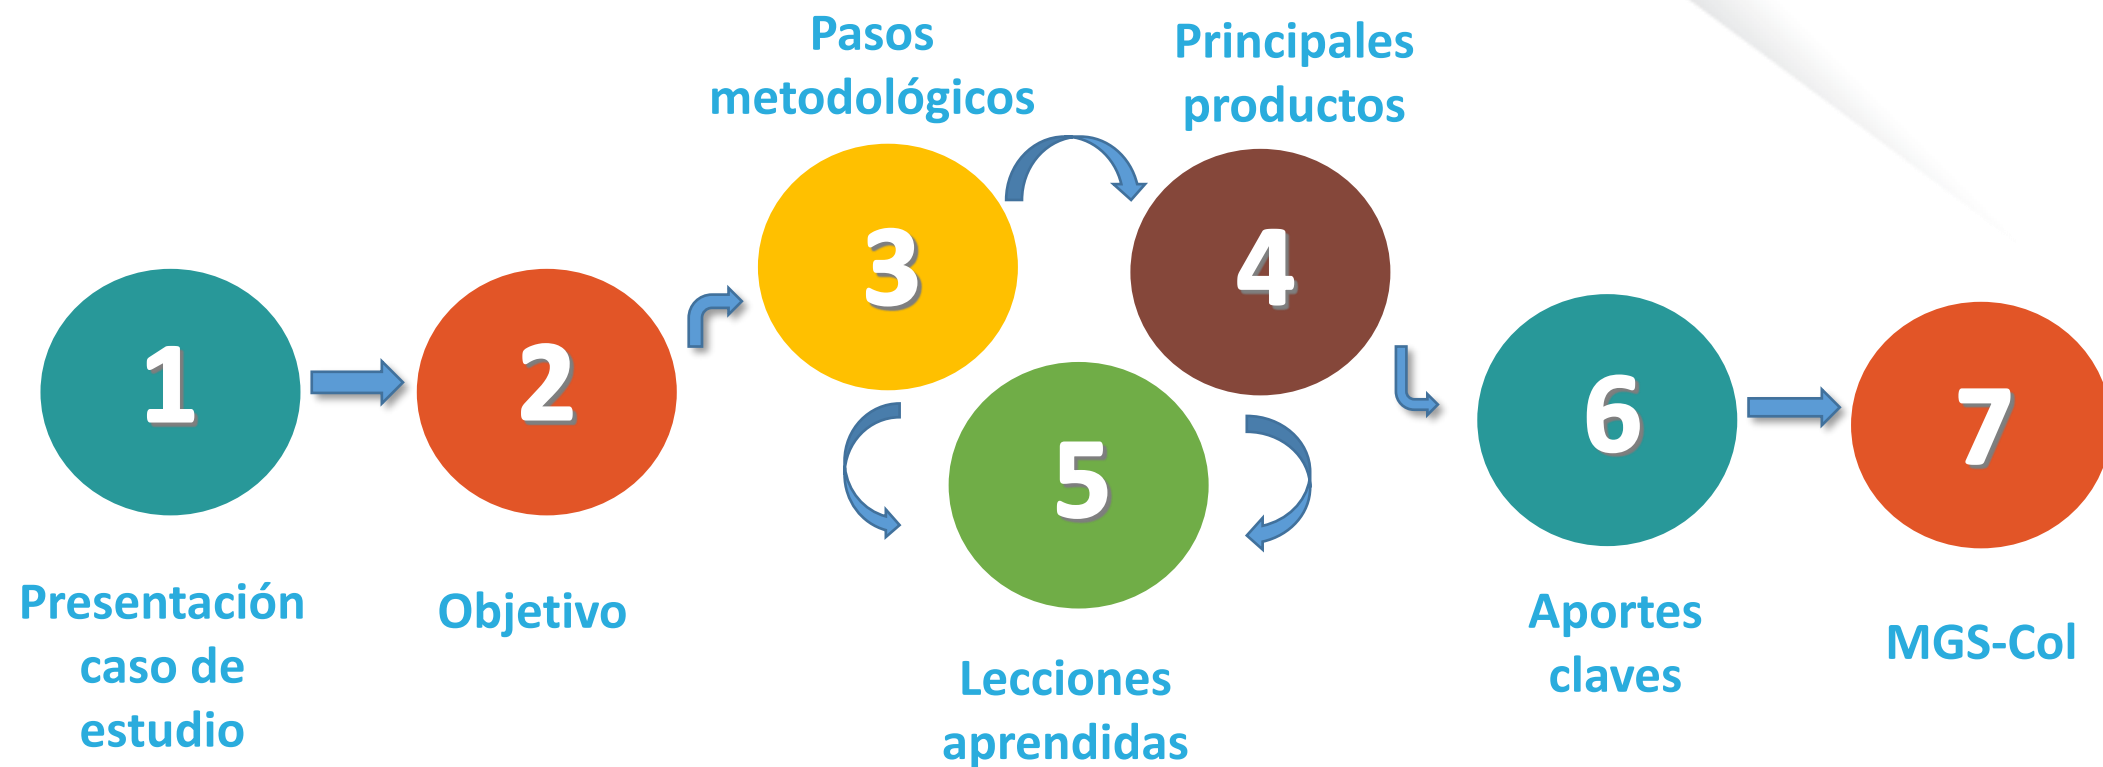 1
Presentación
caso de
estudio
2
Objetivo
Pasos
metodológicos
3
Principales
productos
4
5
Lecciones
aprendidas
6
Aportes
claves
7
MGS-Col